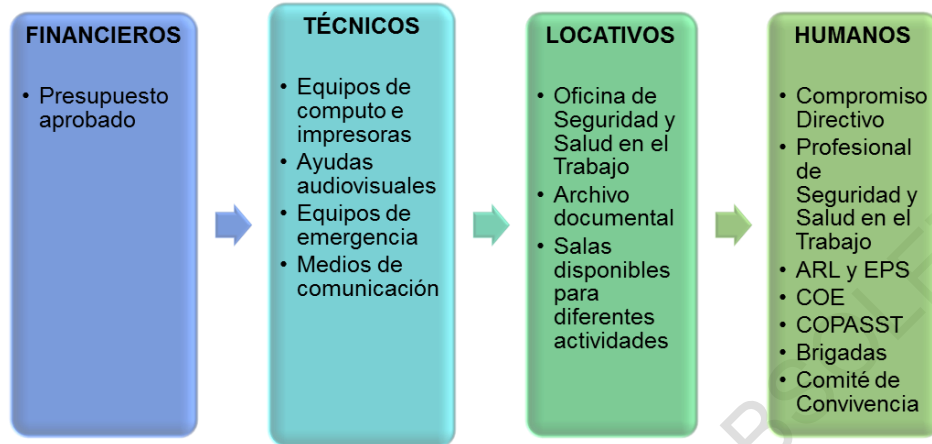 FINANCIEROS
• Presupuesto
aprobado
TÉCNICOS
• Equipos de
computo e
impresoras
• Ayudas
audiovisuales
• Equipos de
emergencia
• Medios de
comunicación
LOCATIVOS
• Oficina de
Seguridad y
Salud en el
Trabajo
• Archivo
documental
• Salas
disponibles
para
diferentes
actividades
HUMANOS
• Compromiso
Directivo
• Profesional
de
Seguridad y
Salud en el
Trabajo
• ARL y EPS
• COE
• COPASST
• Brigadas
• Comité de
Convivencia